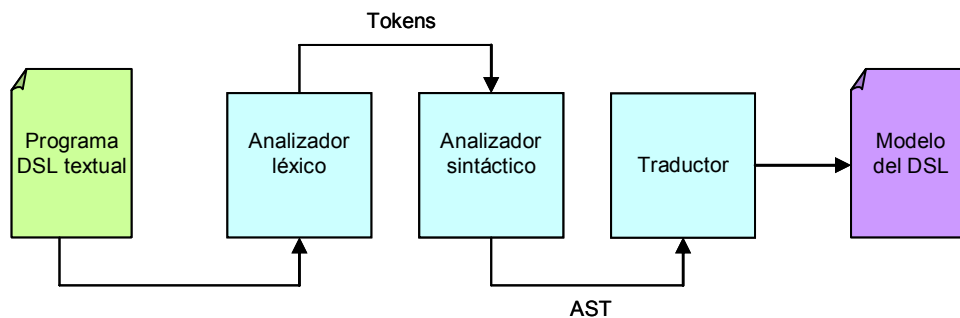 Tokens
Programa
DSL textual
Analizador
léxico
Analizador
sintáctico
Traductor
Modelo
del DSL
AST